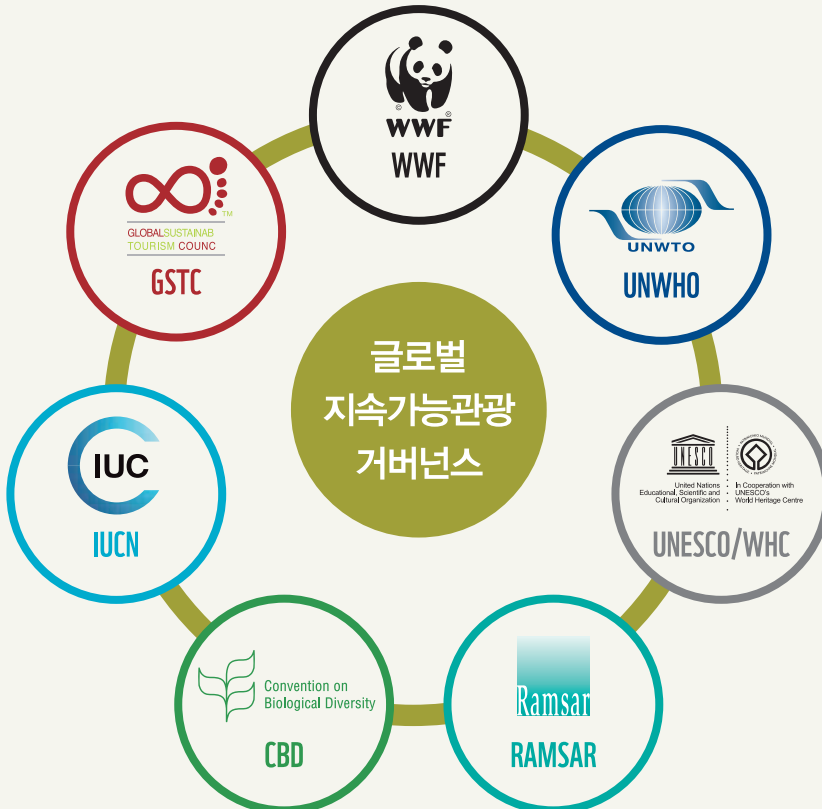 WWF
WWF
UNWTO
UNWHO
UNESCO
United Nations
Educational, Scientific and
Cultural Organization
In Cooperation with
UNESCO's
World Heritage Centre
UNESCO/WHC
Ramsar
RAMSAR
Convention on
Biological Diversity
CBD
IUC
IUCN
GLOBALSUSTAINAB
TOURISM COUNC
TM
GSTC
글로벌
지속가능관광
거버넌스